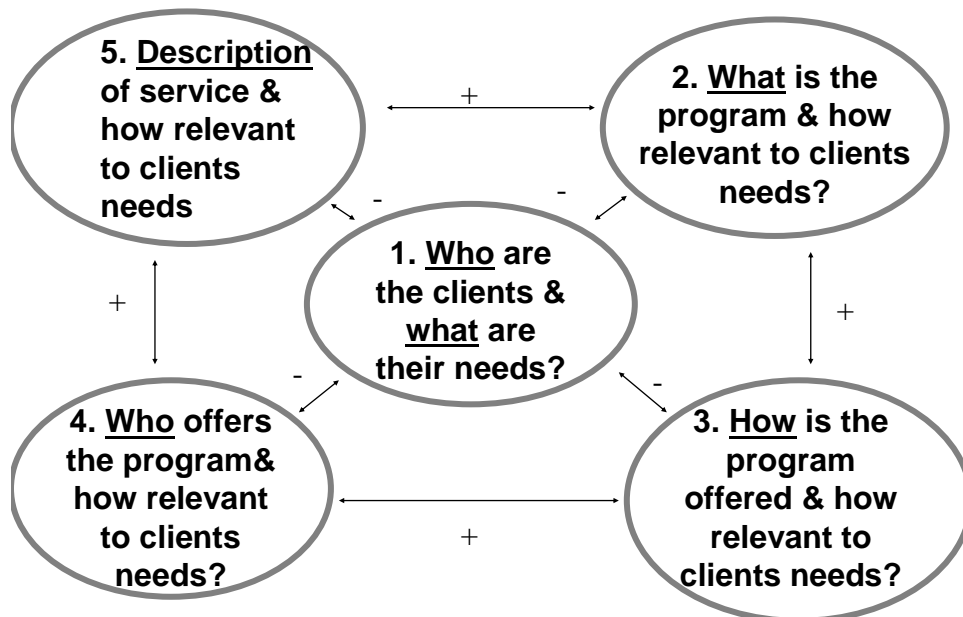 5. Description
of service &
how relevant
to clients
needs
+
2. What is the
program & how
relevant to clients
needs?
-
-
1. Who are
the clients &
what are
their needs?
+
+
-
-
4. Who offers
the program&
how relevant
to clients
needs?
+
3. How is the
program
offered & how
relevant to
clients needs?